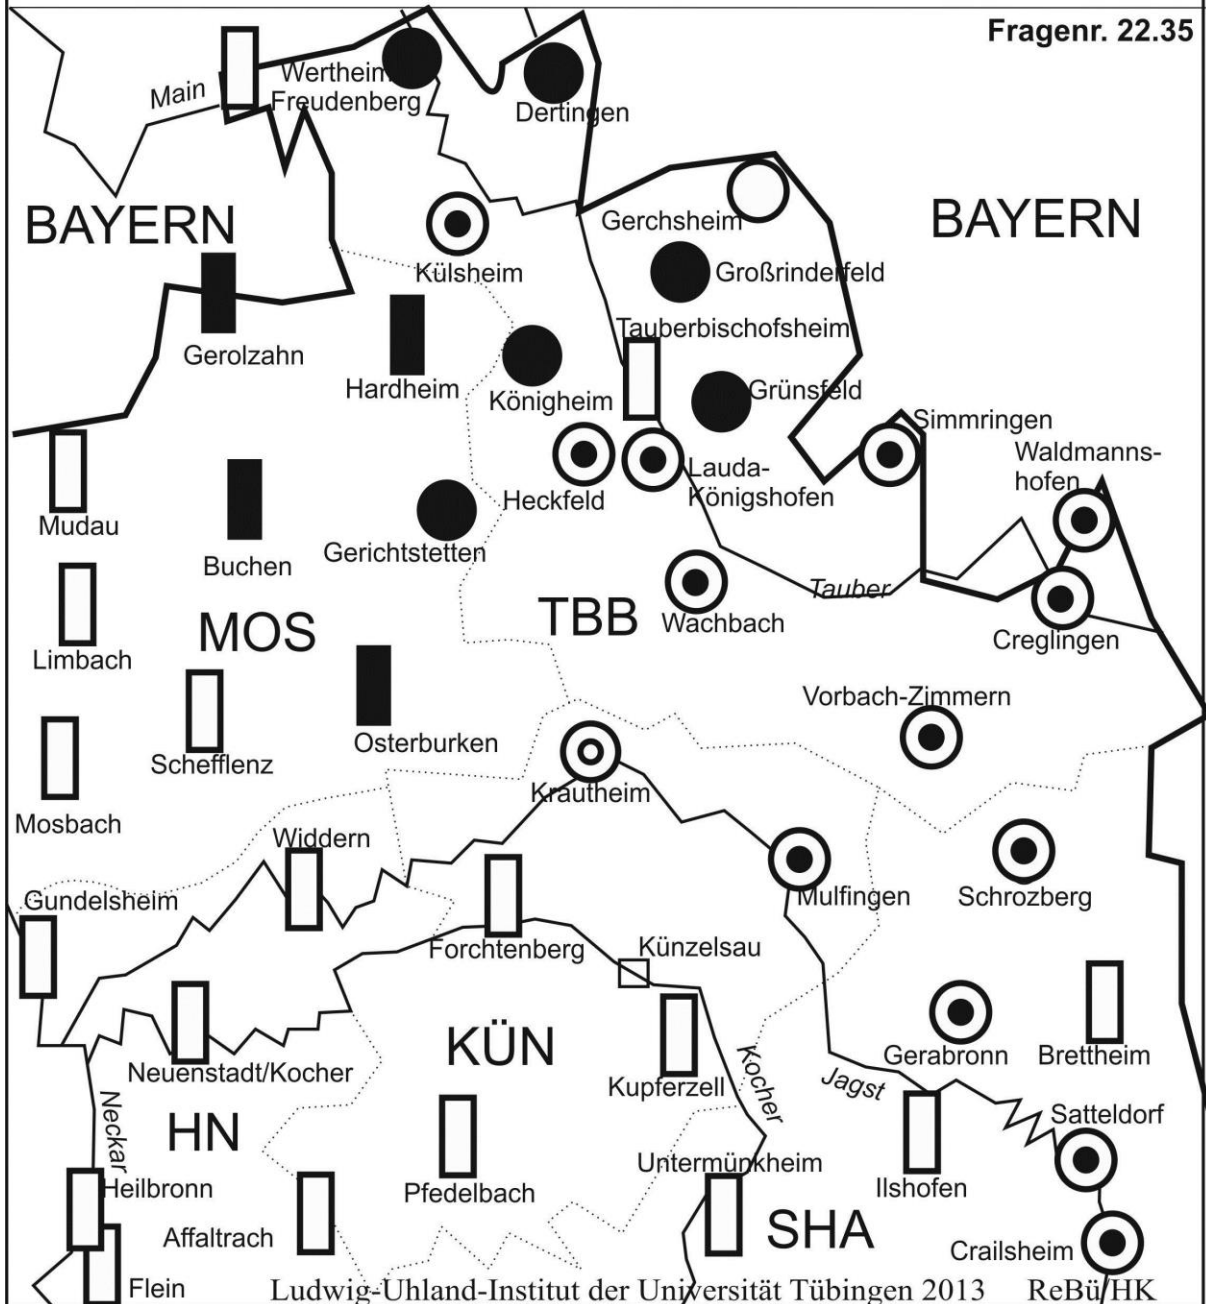 Fragenr. 22.35
Main
Wertheim
Freudenberg
Dertingen
BAYERN
Gerchsheim
BAYERN
Külsheim
Großrinderfeld
Tauberbischofsheim
Gerolzahn
Hardheim
Königheim
Grünsfeld
Simmringen
Waldmanns-
hofen
Mudau
Lauda-
Königshofen
Heckfeld
Gerichtstetten
Buchen
Tauber
TBB
Wachbach
MOS
Creglingen
Limbach
Vorbach-Zimmern
Osterburken
Schefflenz
Krautheim
Mosbach
Widdern
Mulfingen
Schrozberg
Gundelsheim
Forchtenberg
Künzelsau
KÜN
Gerabronn
Brettheim
Neuenstadt/Kocher
Kupferzell
Kocher
Jagst
Neckar
HN
Satteldorf
Untermünkheim
Heilbronn
Pfedelbach
Ilshofen
Affaltrach
SHA
Crailsheim
Flein
Ludwig-Uhland-Institut der Universität Tübingen 2013 ReBü/HK